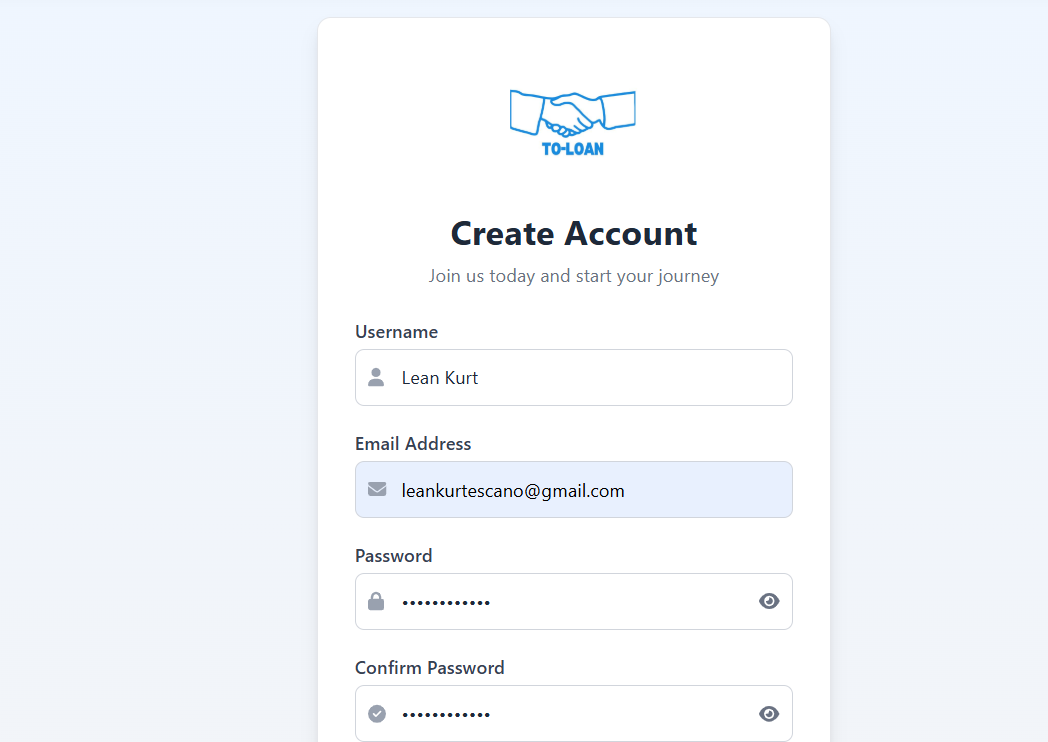 TO-LOAN
Create Account
Join us today and start your journey
Username
Lean Kurt
Email Address
leankurtescano@gmail.com
Password
••••••••••••
Confirm Password
••••••••••••